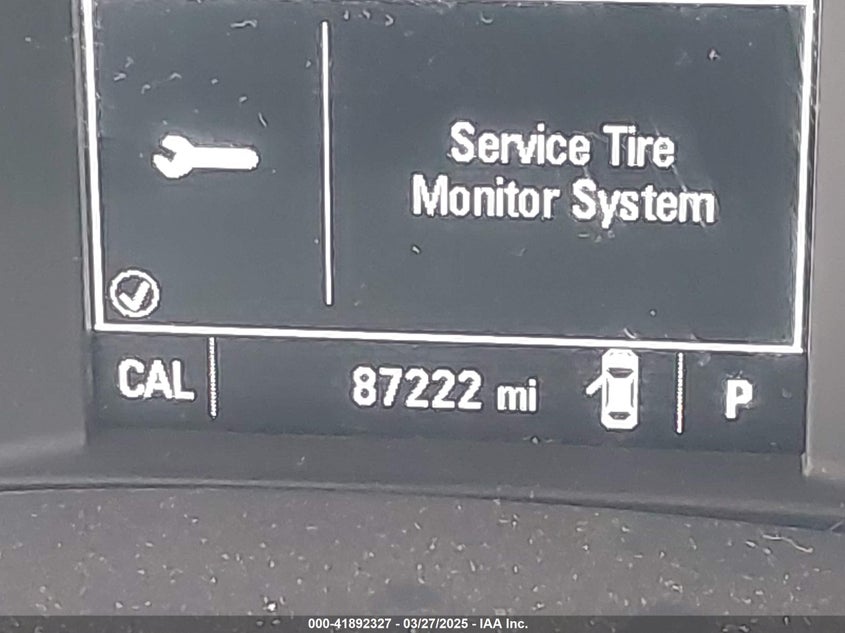 Service Tire
Monitor System
CAL
87222 mi
P
000-41892327 - 03/27/2025 - IAA Inc.